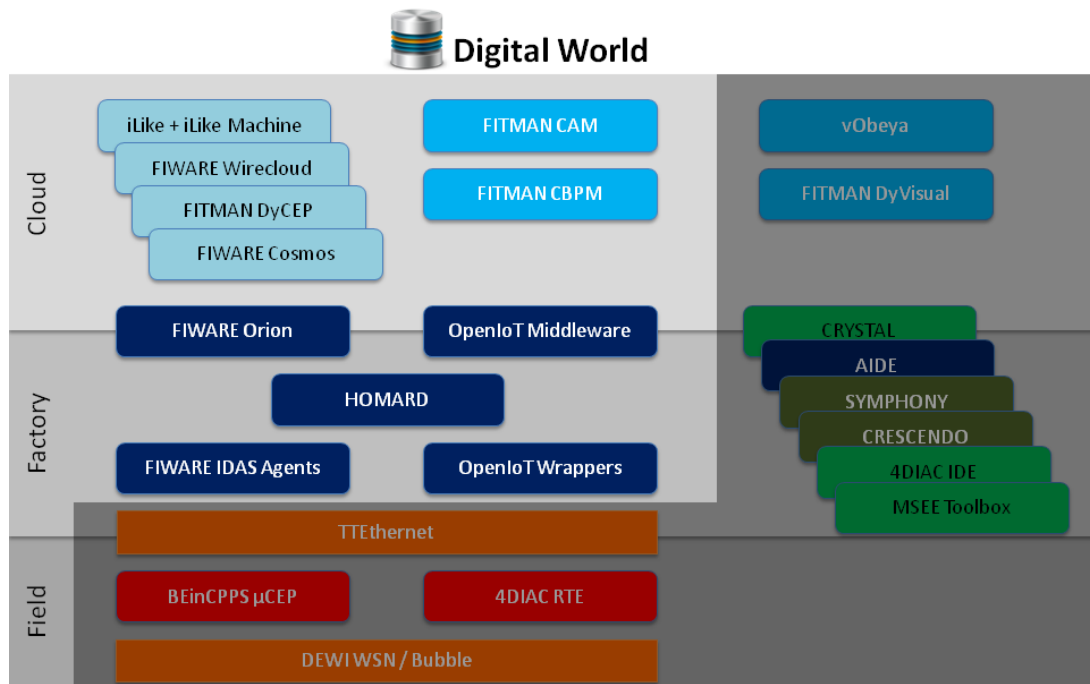 Digital World
Cloud
iLike + iLike Machine
FIWARE Wirecloud
FITMAN DyCEP
FIWARE Cosmos
FITMAN CAM
FITMAN CBPM
vObeya
FITMAN DyVisual
FIWARE Orion
OpenIoT Middleware
Factory
HOMARD
FIWARE IDAS Agents
OpenIoT Wrappers
CRYSTAL
AIDE
SYMPHONY
CRESCENDO
4DIAC IDE
MSEE Toolbox
TTEthernet
Field
BEinCPPS µCEP
4DIAC RTE
DEWI WSN / Bubble